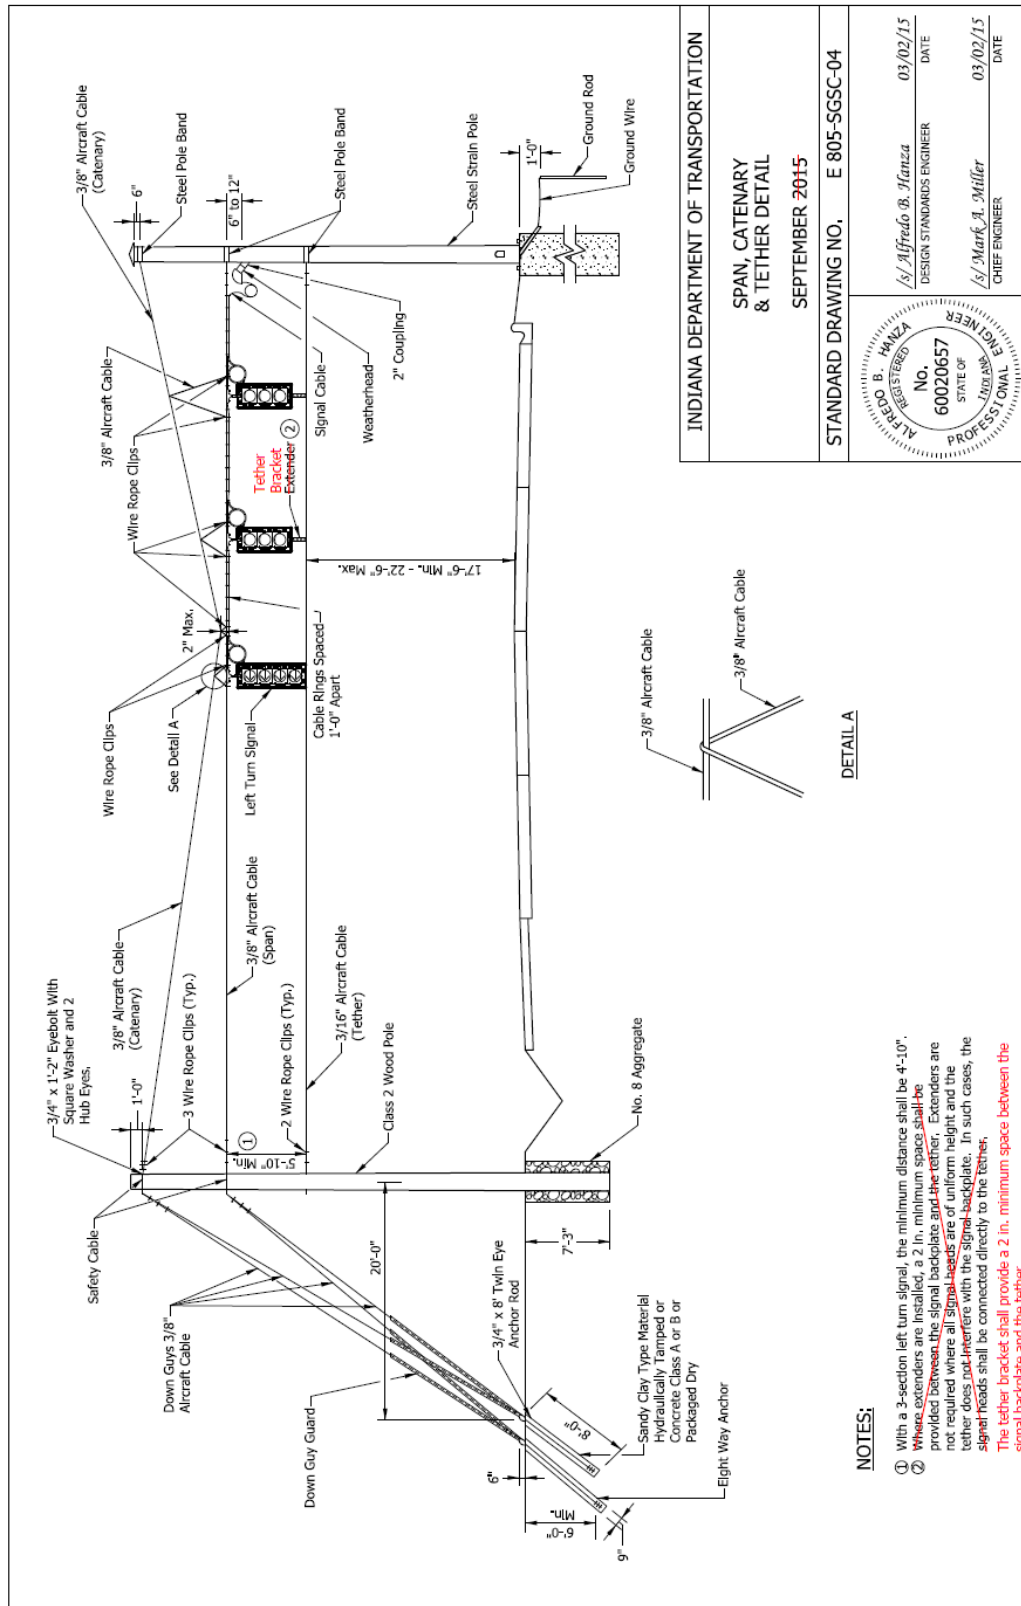 3/8" Aircraft Cable
(Catenary)
6"
Steel Pole Band
6" to 12"
Steel Pole Band
Steel Strain Pole
1'-0"
Ground Rod
Ground Wire
3/8" Aircraft Cable
Wire Rope Clips
2" Max.
Wire Rope Clips
See Detail A
Left Turn Signal
Cable Rings Spaced
1'-0" Apart
Tether
Bracket
Extender ②
Signal Cable
Weatherhead
2" Coupling
17'-6" Min. - 22'-6" Max.
3/4" x 1'-2" Eyebolt With
Square Washer and 2
Hub Eyes.
1'-0"
3/8" Aircraft Cable
(Catenary)
3 Wire Rope Clips (Typ.)
3/8" Aircraft Cable
(Span)
①
5'-10" Min.
2 Wire Rope Clips (Typ.)
3/16" Aircraft Cable
(Tether)
Class 2 Wood Pole
No. 8 Aggregate
7'-3"
Safety Cable
20'-0"
Down Guys 3/8"
Aircraft Cable
Down Guy Guard
3/4" x 8' Twin Eye
Anchor Rod
Sandy Clay Type Material
Hydraulically Tamped or
Concrete Class A or B or
Packaged Dry
8'-0"
6"
Eight Way Anchor
6'-0"
Min.
9"
3/8" Aircraft Cable
3/8" Aircraft Cable
DETAIL A
NOTES:
① With a 3-section left turn signal, the minimum distance shall be 4'-10".
② Where extenders are installed, a 2 in. minimum space shall be
provided between the signal backplate and the tether. Extenders are
not required where all signal heads are of uniform height and the
tether does not interfere with the signal backplate. In such cases, the
signal heads shall be connected directly to the tether.
The tether bracket shall provide a 2 in. minimum space between the
signal backplate and the tether
INDIANA DEPARTMENT OF TRANSPORTATION
SPAN, CATENARY
& TETHER DETAIL
SEPTEMBER 2015
STANDARD DRAWING NO. E 805-SGSC-04
ALFREDO B. HANZA
REGISTERED
No.
60020657
STATE OF
INDIANA
PROFESSIONAL ENGINEER
/s/ Alfredo B. Hanza 03/02/15
DESIGN STANDARDS ENGINEER DATE
/s/ Mark A. Miller 03/02/15
CHIEF ENGINEER DATE